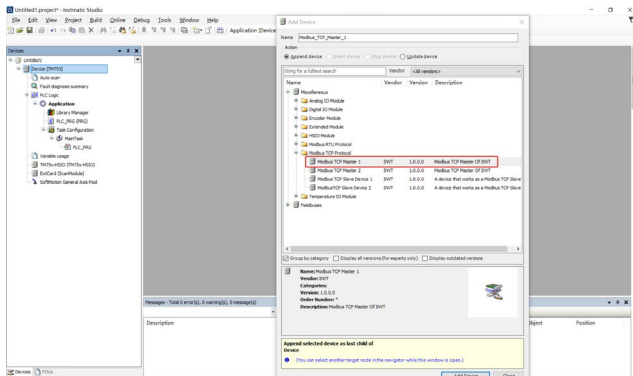 Untitled1.project* - Invtmatic Studio
File Edit View Project Build Online Debug Tools Window Help
Application [Device
Devices
Untitled1
Device (TM753)
Auto scan
Fault diagnosis summary
PLC Logic
Application
Library Manager
PLC_PRG (PRG)
Task Configuration
MainTask
PLC_PRG
Variable usage
TM75x-HSIO (TM75x-HSIO)
ExtCard (ScanModule)
SoftMotion General Axis Pool
Devices POUs
Messages - Total 0 error(s), 0 warning(s), 0 message(s)
Description
Object Position
Add Device
Name Modbus_TCP_Master_1
Action
Append device Insert device Plug device Update device
String for a fulltext search Vendor <All vendors>
Name Vendor Version Description
Miscellaneous
Analog IO Module
Digital IO Module
Encoder Module
Extended Module
HSIO Module
Modbus RTU Protocol
Modbus TCP Protocol
Modbus TCP Master 1 INVT 1.0.0.0 Modbus TCP Master Of INVT
Modbus TCP Master 2 INVT 1.0.0.0 Modbus TCP Master Of INVT
ModbusTCP Slave Device 1 INVT 1.0.0.0 A device that works as a Modbus TCP Slave
ModbusTCP Slave Device 2 INVT 1.0.0.0 A device that works as a Modbus TCP Slave
Temperature IO Module
Fieldbuses
Group by category Display all versions (for experts only) Display outdated versions
Name: Modbus TCP Master 1
Vendor: INVT
Categories:
Version: 1.0.0.0
Order Number: *
Description: Modbus TCP Master Of INVT
Append selected device as last child of
Device
(You can select another target node in the navigator while this window is open.)
Add Device Close